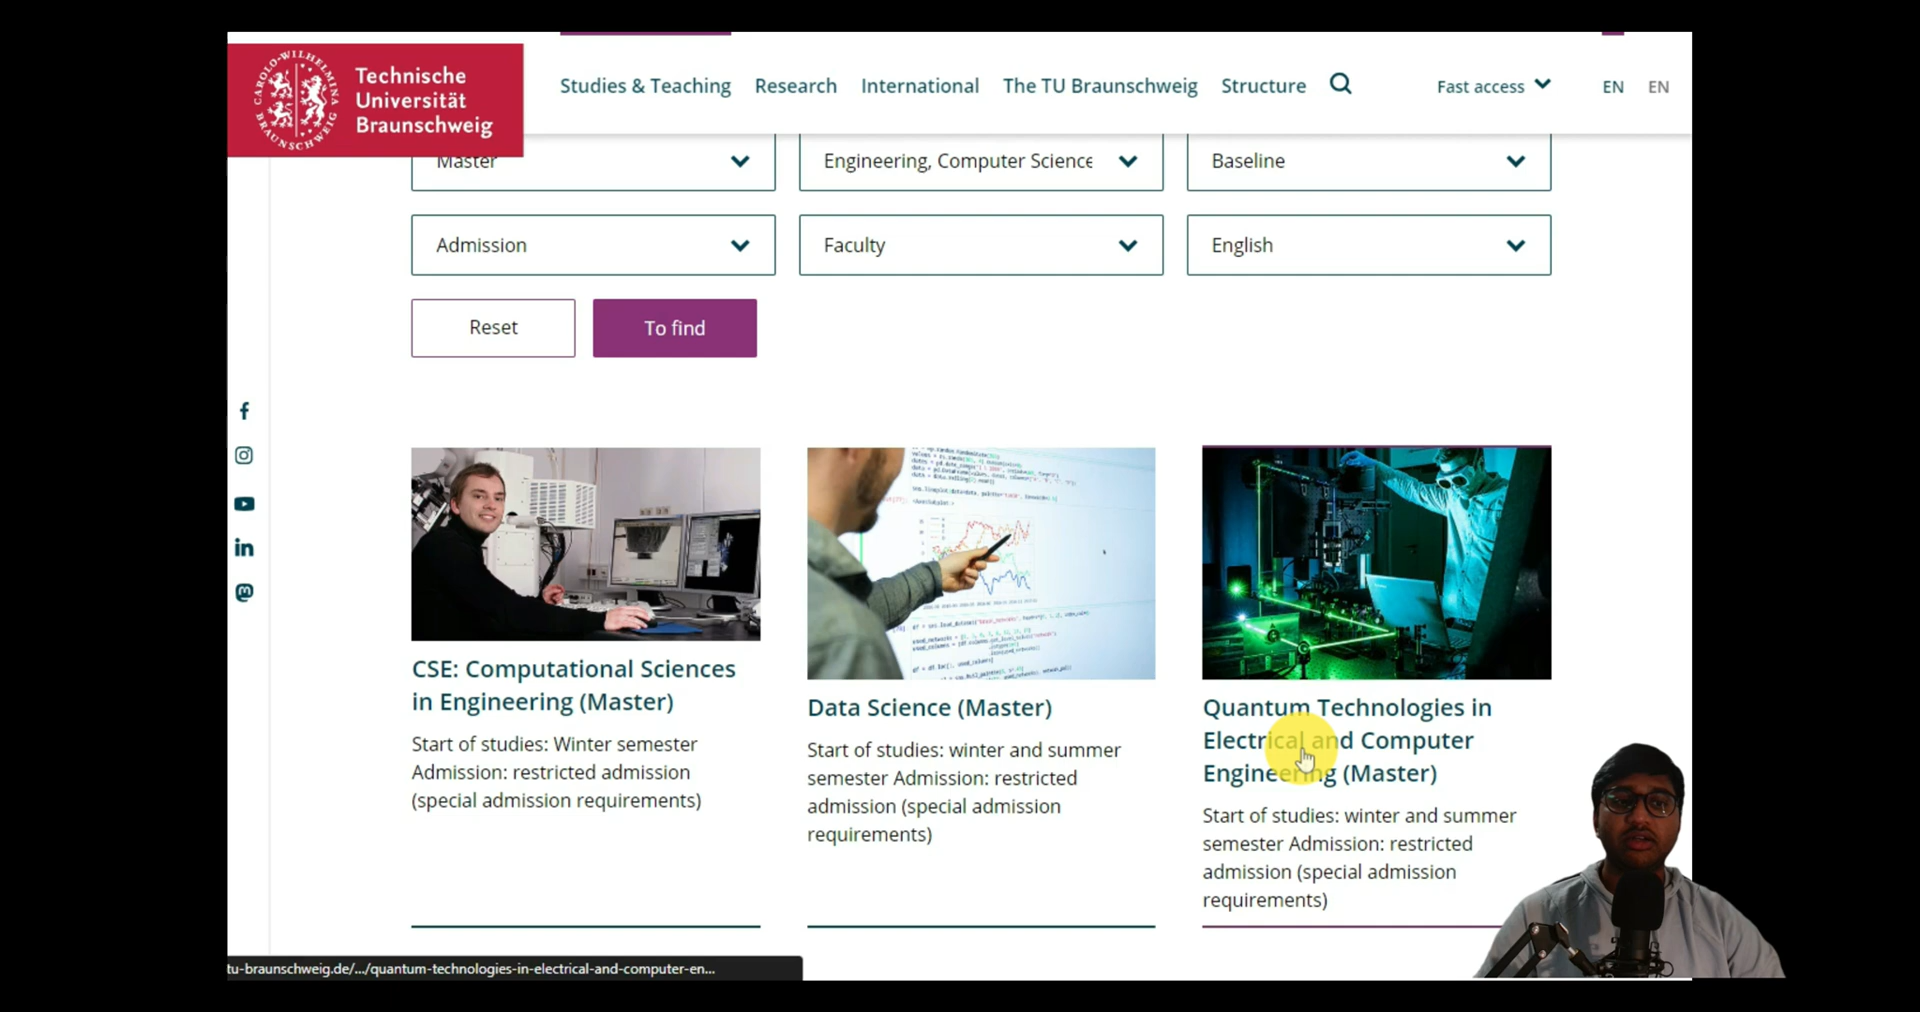 CAROLO-WILHELMINA
BRAUNSCHWEIG
Technische
Universität
Braunschweig
Studies & Teaching
Research
International
The TU Braunschweig
Structure
Fast access
EN
EN
Master
Engineering, Computer Science
Baseline
Admission
Faculty
English
Reset
To find
CSE: Computational Sciences
in Engineering (Master)
Start of studies: Winter semester
Admission: restricted admission
(special admission requirements)
Data Science (Master)
Start of studies: winter and summer
semester Admission: restricted
admission (special admission
requirements)
Quantum Technologies in
Electrical and Computer
Engineering (Master)
Start of studies: winter and summer
semester Admission: restricted
admission (special admission
requirements)
tu-braunschweig.de/.../quantum-technologies-in-electrical-and-computer-en...